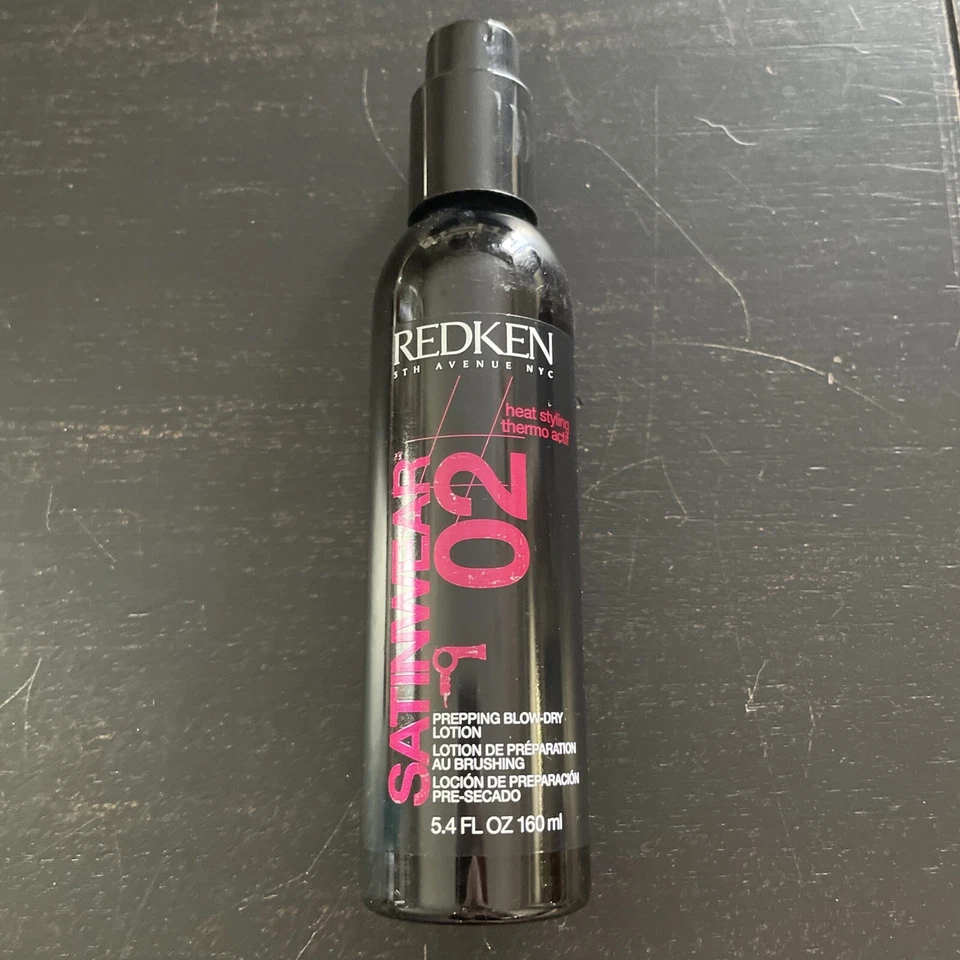 REDKEN
5TH AVENUE NYC
heat styling
thermo actif
SATINWEAR
02
PREPPING BLOW-DRY
LOTION
LOTION DE PRÉPARATION
AU BRUSHING
LOCIÓN DE PREPARACIÓN
PRE-SECADO
5.4 FL OZ 160 ml